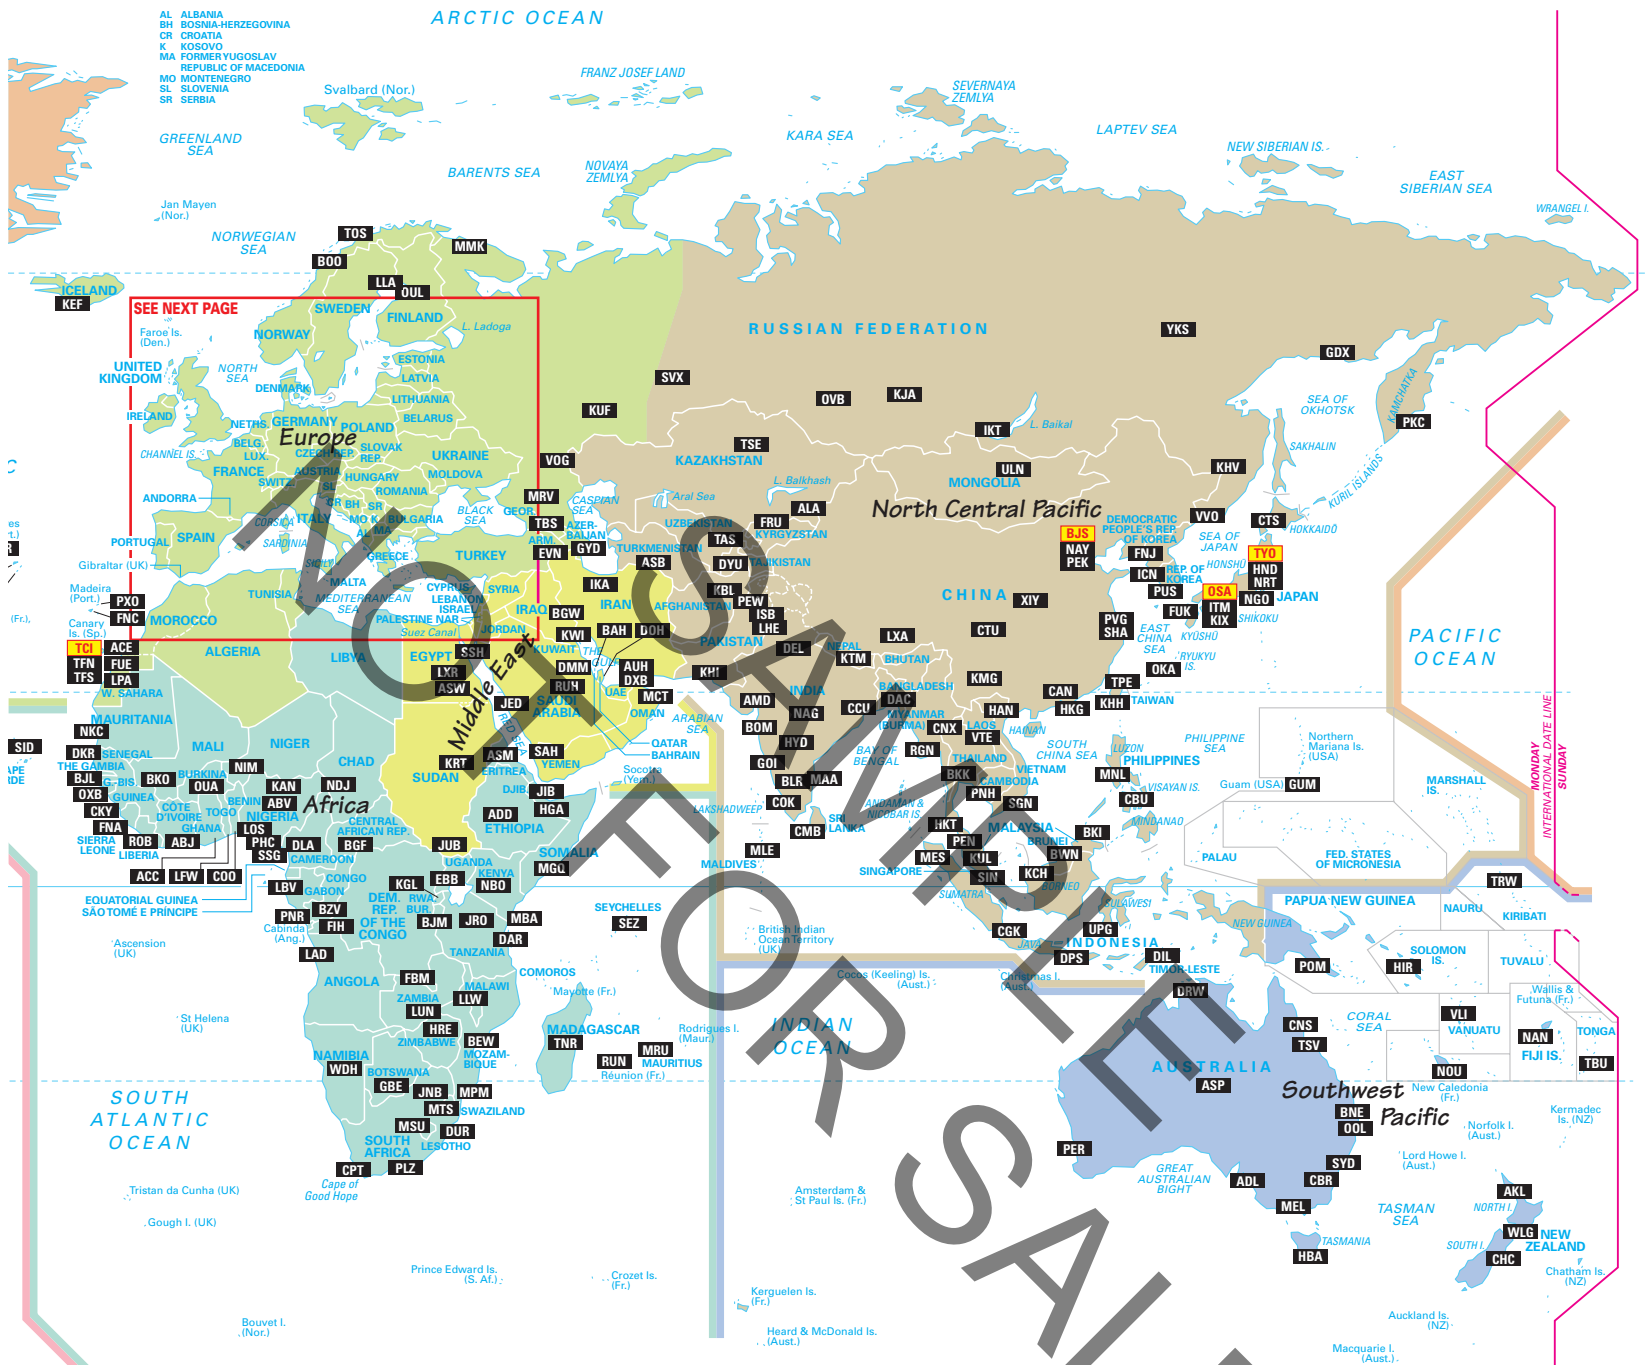 AL ALBANIA
BH BOSNIA-HERZEGOVINA
CR CROATIA
K KOSOVO
MA FORMER YUGOSLAV
REPUBLIC OF MACEDONIA
MO MONTENEGRO
SL SLOVENIA
SR SERBIA
ARCTIC OCEAN
FRANZ JOSEF LAND
Svalbard (Nor.)
SEVERNAYA
ZEMLYA
GREENLAND
SEA
KARA SEA
LAPTEV SEA
NEW SIBERIAN IS.
BARENTS SEA
NOVAYA
ZEMLYA
EAST
SIBERIAN SEA
WRANGEL I.
Jan Mayen
(Nor.)
NORWEGIAN
SEA
TOS
MMK
BOO
LLA
OUL
ICELAND
KEF
SEE NEXT PAGE
SWEDEN
FINLAND
NORWAY
L. Ladoga
Faroe Is.
(Den.)
RUSSIAN FEDERATION
YKS
GDX
UNITED
KINGDOM
NORTH
SEA
ESTONIA
LATVIA
DENMARK
LITHUANIA
SVX
KUF
OVB
KJA
SEA OF
OKHOTSK
KAMCHATKA
PKC
IRELAND
NETHS.
GERMANY
POLAND
BELARUS
Europe
BELG.
LUX.
CZECH REP.
SLOVAK
REP.
UKRAINE
CHANNEL IS.
FRANCE
SWITZ.
AUSTRIA
HUNGARY
MOLDOVA
SL
ROMANIA
CR BH SR
ANDORRA
CORSICA
ITALY
MO K
BULGARIA
AL MA
BLACK
SEA
PORTUGAL
SPAIN
SARDINIA
GREECE
TURKEY
Gibraltar (UK)
SICILY
MALTA
VOG
TSE
IKT
L. Baikal
SAKHALIN
KAZAKHSTAN
ULN
MONGOLIA
KHV
KURIL ISLANDS
MRV
CASPIAN
SEA
Aral Sea
L. Balkhash
North Central Pacific
GEOR.
TBS
AZER-
BAIJAN
ARM.
EVN
GYD
UZBEKISTAN
FRU
ALA
KYRGYZSTAN
TAS
TURKMENISTAN
ASB
DYU
TAJIKISTAN
BJS
NAY
PEK
DEMOCRATIC
PEOPLE'S REP.
OF KOREA
FNJ
VVO
CTS
HOKKAIDŌ
SEA OF
JAPAN
HONSHŪ
TYO
HND
NRT
ICN
REP. OF
KOREA
PUS
OSA
ITM
KIX
NGO
JAPAN
FUK
SHIKOKU
KYŪSHŪ
Madeira
(Port.)
PXO
FNC
TUNISIA
MEDITERRANEAN
SEA
CYPRUS
LEBANON
ISRAEL
PALESTINE NAR
SYRIA
IRAQ
IKA
IRAN
KBL
PEW
AFGHANISTAN
ISB
LHE
CHINA
XIY
PVG
SHA
EAST
CHINA
SEA
RYUKYU
IS.
PACIFIC
OCEAN
Canary
Is. (Sp.)
TCI
TFN
TFS
ACE
FUE
LPA
MOROCCO
ALGERIA
LIBYA
Suez Canal
JORDAN
BGW
KWI
BAH
DOH
KUWAIT
THE
GULF
PAKISTAN
DEL
NEPAL
KTM
LXA
BHUTAN
CTU
EGYPT
SSH
LXR
ASW
Middle East
DMM
RUH
SAUDI
ARABIA
AUH
DXB
UAE
MCT
OMAN
KHI
OKA
TPE
KHH
TAIWAN
W. SAHARA
MAURITANIA
NKC
MALI
NIGER
CHAD
JED
RED SEA
QATAR
BAHRAIN
ARABIAN
SEA
AMD
BOM
INDIA
NAG
HYD
GOI
BLR
MAA
COK
CCU
BANGLADESH
DAC
KMG
CAN
HKG
MYANMAR
(BURMA)
CNX
LAOS
HAN
VTE
HAINAN
RGN
BAY OF
BENGAL
SOUTH
CHINA SEA
LUZON
PHILIPPINE
SEA
Northern
Mariana Is.
(USA)
MONDAY
INTERNATIONAL DATE LINE
SUNDAY
SID
DKR
SENEGAL
THE GAMBIA
BJL
G.-BIS.
OXB
GUINEA
BKO
BURKINA
OUA
NIM
KAN
ABV
NDJ
BENIN
Africa
CKY
CÔTE
D'IVOIRE
TOGO
GHANA
NIGERIA
CENTRAL
AFRICAN REP.
FNA
SIERRA
LEONE
ROB
LIBERIA
ABJ
LOS
PHC
SSG
DLA
BGF
CAMEROON
ACC
LFW
COO
KRT
SUDAN
ASM
ERITREA
SAH
YEMEN
DJIB.
JIB
HGA
ADD
ETHIOPIA
JUB
Socotra
(Yem.)
LAKSHADWEEP
SOMALIA
MGQ
UGANDA
KENYA
THAILAND
BKK
VIETNAM
CAMBODIA
PNH
SGN
ANDAMAN &
NICOBAR IS.
PHILIPPINES
MNL
VISAYAN IS.
CBU
MINDANAO
Guam (USA)
GUM
MARSHALL
IS.
CMB
SRI
LANKA
MLE
MALDIVES
HKT
PEN
MALAYSIA
MES
KUL
SINGAPORE
SIN
SUMATRA
BRUNEI
BKI
BWN
KCH
BORNEO
SULAWESI
PALAU
FED. STATES
OF MICRONESIA
EQUATORIAL GUINEA
SÃO TOMÉ E PRÍNCIPE
LBV
GABON
CONGO
KGL
EBB
NBO
DEM.
REP.
OF THE
CONGO
RWA.
BUR.
PNR
BZV
FIH
Cabinda
(Ang.)
BJM
JRO
MBA
DAR
TANZANIA
SEYCHELLES
SEZ
British Indian
Ocean Territory
(UK)
Ascension
(UK)
LAD
ANGOLA
FBM
COMOROS
Mayotte (Fr.)
ZAMBIA
LUN
LLW
MALAWI
St Helena
(UK)
HRE
ZIMBABWE
BEW
MOZAM-
BIQUE
MADAGASCAR
TNR
RUN
MRU
MAURITIUS
Réunion (Fr.)
Rodrigues I.
(Maur.)
NAMIBIA
WDH
BOTSWANA
GBE
JNB
MPM
MTS
SWAZILAND
MSU
DUR
SOUTH
AFRICA
LESOTHO
CPT
PLZ
Cape of
Good Hope
SOUTH
ATLANTIC
OCEAN
Tristan da Cunha (UK)
Gough I. (UK)
Bouvet I.
(Nor.)
Prince Edward Is.
(S. Af.)
Crozet Is.
(Fr.)
INDIAN
OCEAN
Cocos (Keeling) Is.
(Aust.)
Christmas I.
(Aust.)
Amsterdam &
St Paul Is. (Fr.)
Kerguelen Is.
(Fr.)
Heard & McDonald Is.
(Aust.)
CGK
JAVA
INDONESIA
DPS
UPG
DIL
TIMOR-LESTE
NEW GUINEA
PAPUA NEW GUINEA
POM
TRW
NAURU
KIRIBATI
HIR
SOLOMON
IS.
TUVALU
Wallis &
Futuna (Fr.)
DRW
CNS
TSV
CORAL
SEA
VLI
VANUATU
NAN
FIJI IS.
TONGA
TBU
NOU
New Caledonia
(Fr.)
AUSTRALIA
ASP
Southwest
Pacific
BNE
OOL
PER
GREAT
AUSTRALIAN
BIGHT
ADL
SYD
CBR
MEL
HBA
TASMANIA
TASMAN
SEA
Norfolk I.
(Aust.)
Lord Howe I.
(Aust.)
Kermadec
Is. (NZ)
AKL
NORTH I.
WLG
NEW
ZEALAND
SOUTH I.
CHC
Chatham Is.
(NZ)
Auckland Is.
(NZ)
Macquarie I.
(Aust.)
NOT FOR SAL
SAMPLE